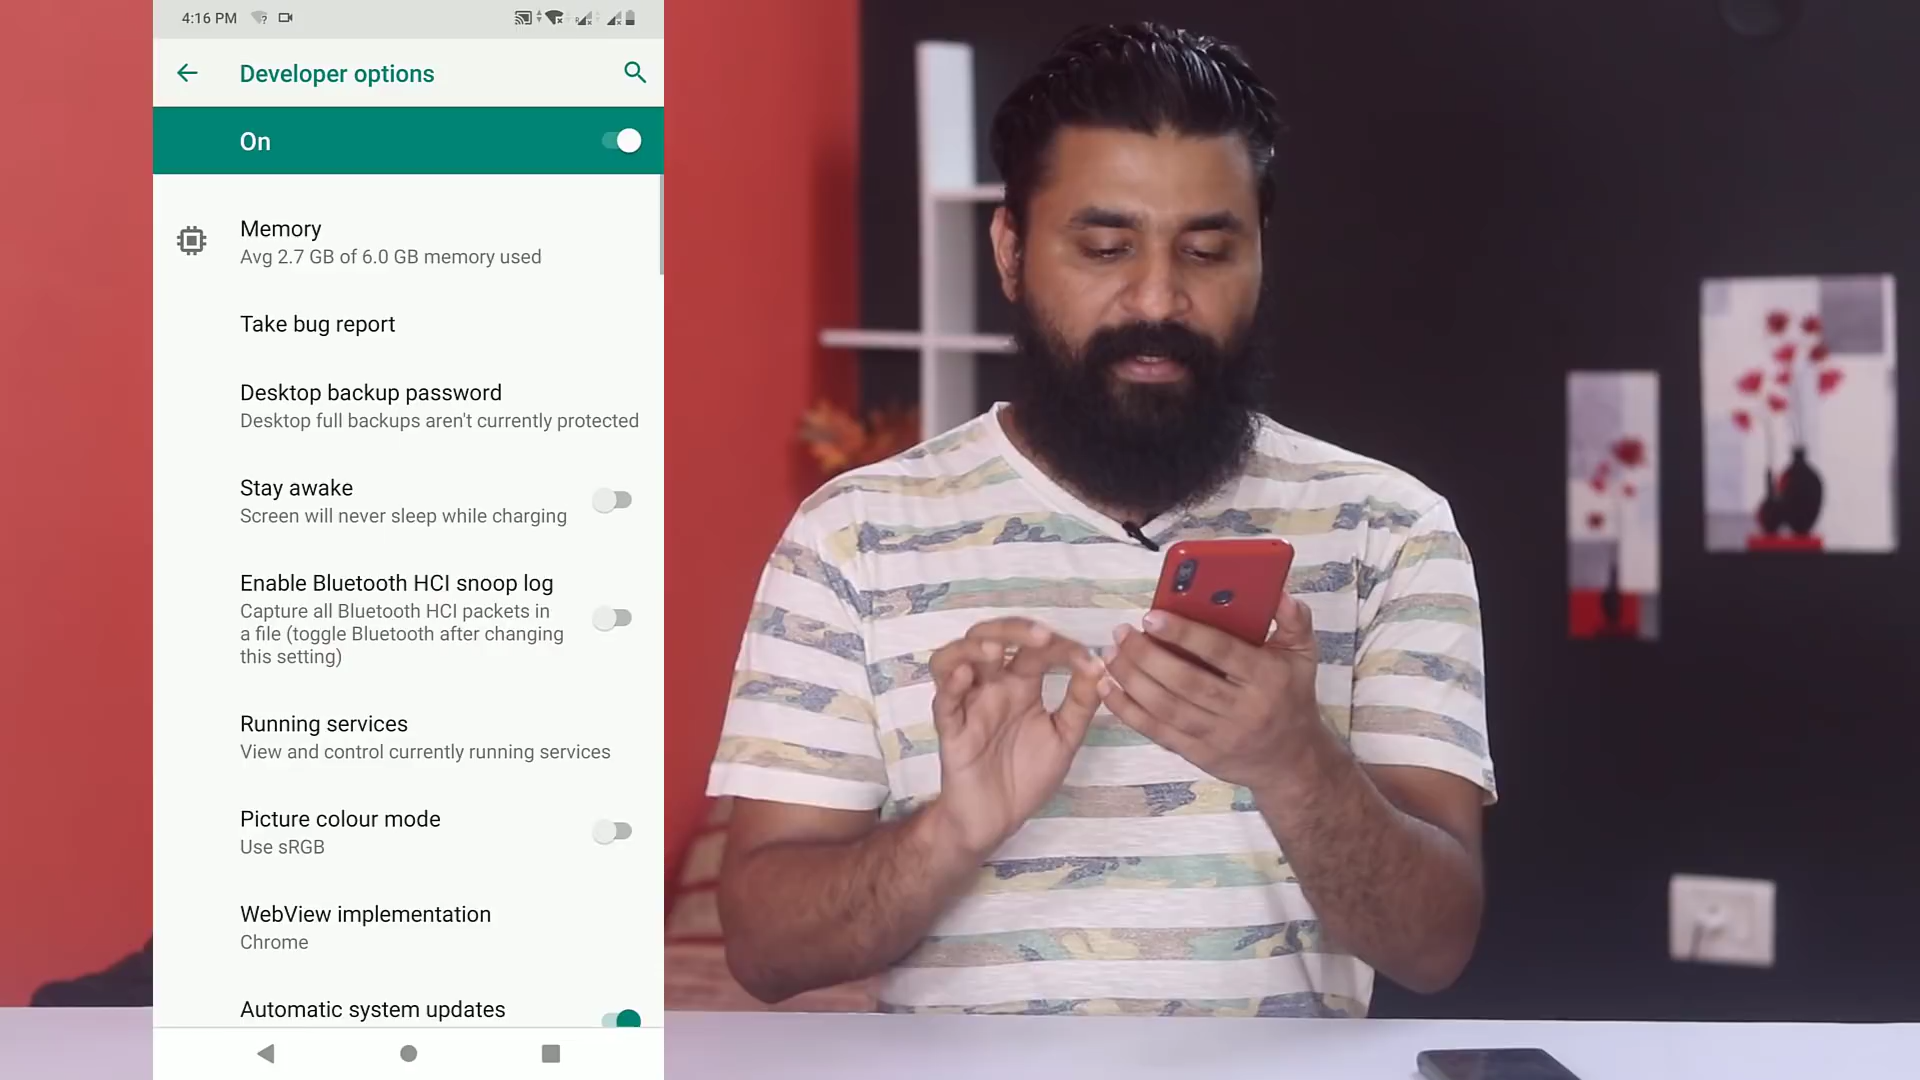 4:16 PM
Developer options
On
Memory
Avg 2.7 GB of 6.0 GB memory used
Take bug report
Desktop backup password
Desktop full backups aren't currently protected
Stay awake
Screen will never sleep while charging
Enable Bluetooth HCI snoop log
Capture all Bluetooth HCI packets in
a file (toggle Bluetooth after changing
this setting)
Running services
View and control currently running services
Picture colour mode
Use sRGB
WebView implementation
Chrome
Automatic system updates